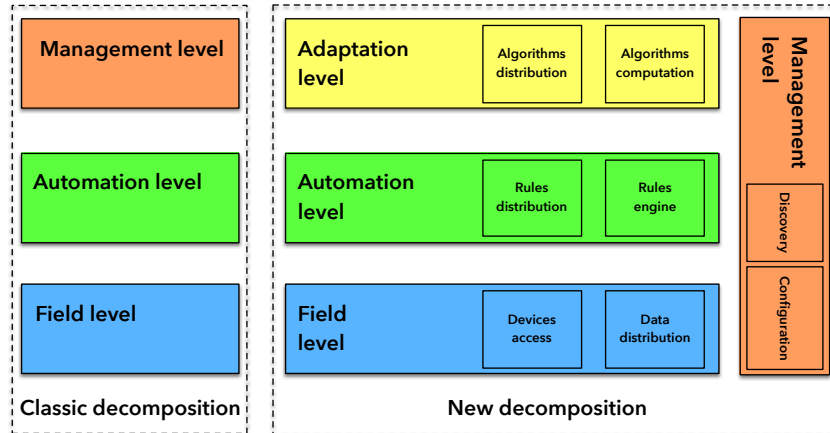 Management level
Automation level
Field level
Classic decomposition
Adaptation
level
Algorithms
distribution
Algorithms
computation
Automation
level
Rules
distribution
Rules
engine
Field
level
Devices
access
Data
distribution
Management
level
Discovery
Configuration
New decomposition